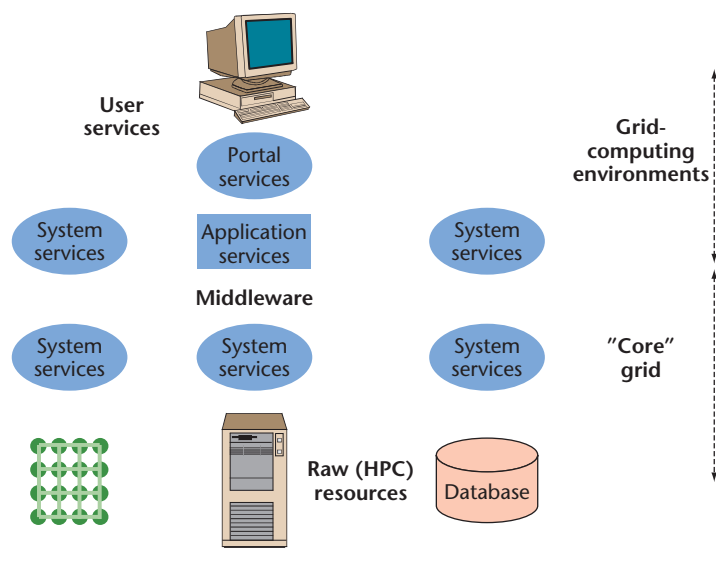 User
services
Portal
services
Grid-
computing
environments
System
services
Application
services
System
services
Middleware
System
services
System
services
System
services
"Core"
grid
Raw (HPC)
resources
Database